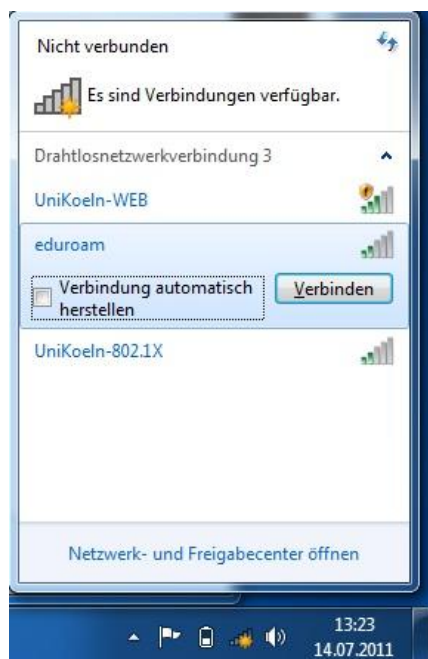 Nicht verbunden
Es sind Verbindungen verfügbar.
Drahtlosnetzwerkverbindung 3
UniKoeln-WEB
eduroam
Verbindung automatisch
herstellen
Verbinden
UniKoeln-802.1X
Netzwerk- und Freigabecenter öffnen
13:23
14.07.2011